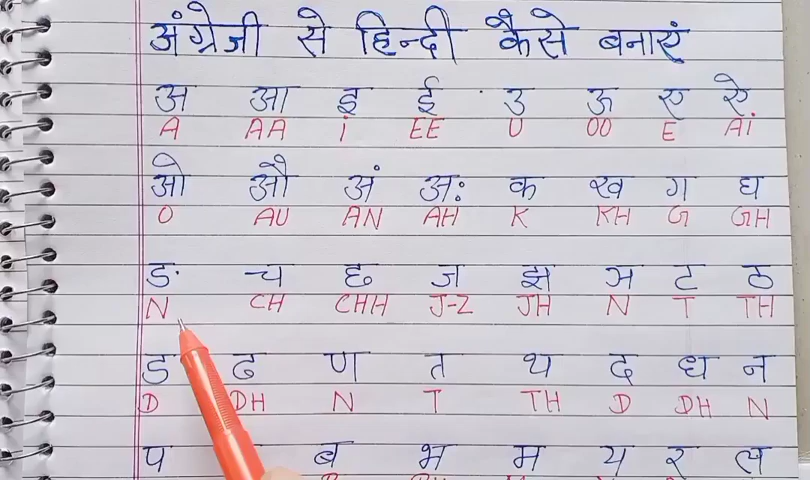 अंग्रेजी से हिन्दी कैसे बनाएं
अ आ इ ई उ ऊ ए ऐ
A AA i EE U OO E Ai
ओ औ अं अः क ख ग घ
O AU AN AH K KH G GH
ङ च छ ज झ ञ ट ठ
N CH CHH J-Z JH N T TH
ड ढ ण त थ द ध न
D DH N T TH D DH N
प ब भ म य र ल